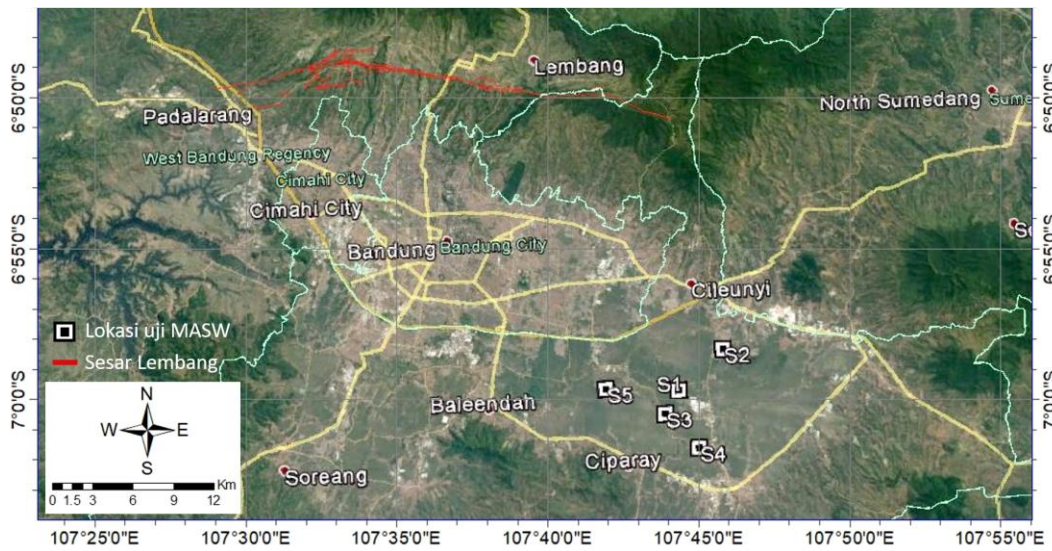 Lembang
6°50'0"S
North Sumedang
Sume
6°50'0"S
Padalarang
West Bandung Regency
Cimahi City
Cimahi City
So
6°55'0"S
Bandung
Bandung City
6°55'0"S
Cileunyi
Lokasi uji MASW
Sesar Lembang
S2
S1
S5
S3
7°0'0"S
Baleendah
7°0'0"S
S4
Ciparay
Soreang
N
W
E
S
0 1.5 3 6 9 12 Km
107°25'0"E 107°30'0"E 107°35'0"E 107°40'0"E 107°45'0"E 107°50'0"E 107°55'0"E